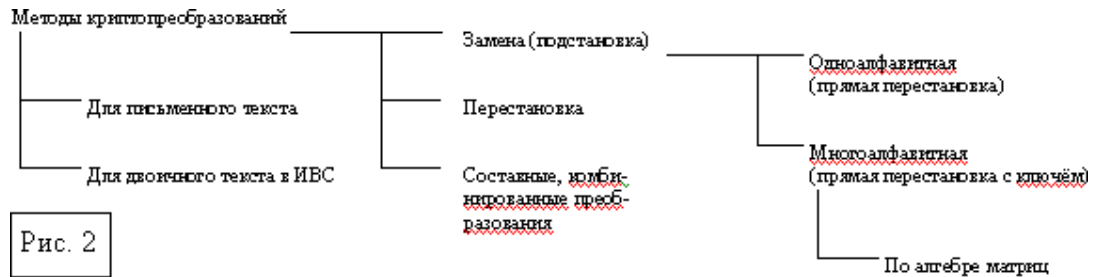 Методы криптопреобразований
Для письменного текста
Для двоичного текста в ИВС
Замена (подстановка)
Перестановка
Составные, комби-
нированные преоб-
разования
Одноалфавитная
(прямая перестановка)
Многоалфавитная
(прямая перестановка с ключём)
По алгебре матриц
Рис. 2